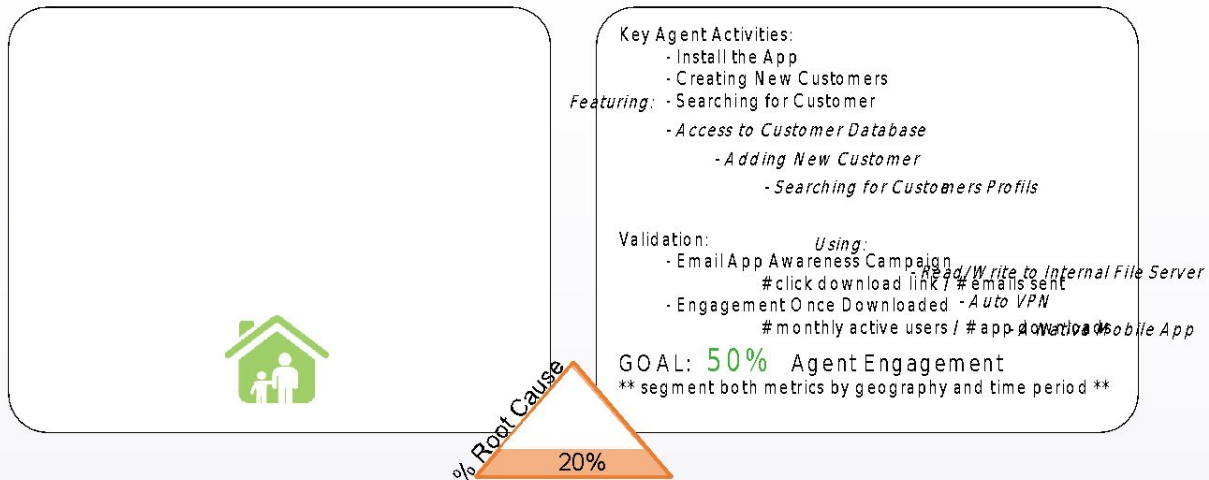 Key Agent Activities:
- Install the App
- Creating New Customers
Featuring: - Searching for Customer
- Access to Customer Database
- Adding New Customer
- Searching for Customers Profils
Validation:
Using:
- Email App Awareness Campaign
- Read/Write to Internal File Server
#click download link / #emails sent
- Engagement Once Downloaded
- Auto VPN
#monthly active users / #app downloads
- A Native Mobile App
GOAL: 50% Agent Engagement
** segment both metrics by geography and time period **
% Root Cause
20%